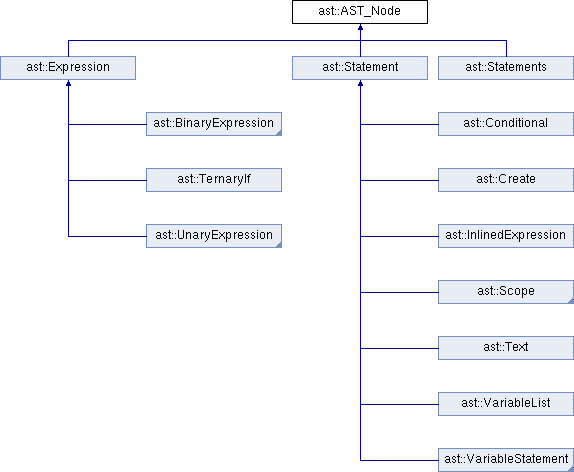 ast::AST_Node
ast::Expression
ast::Statement
ast::Statements
ast::BinaryExpression
ast::Conditional
ast::TernaryIf
ast::Create
ast::UnaryExpression
ast::InlinedExpression
ast::Scope
ast::Text
ast::VariableList
ast::VariableStatement